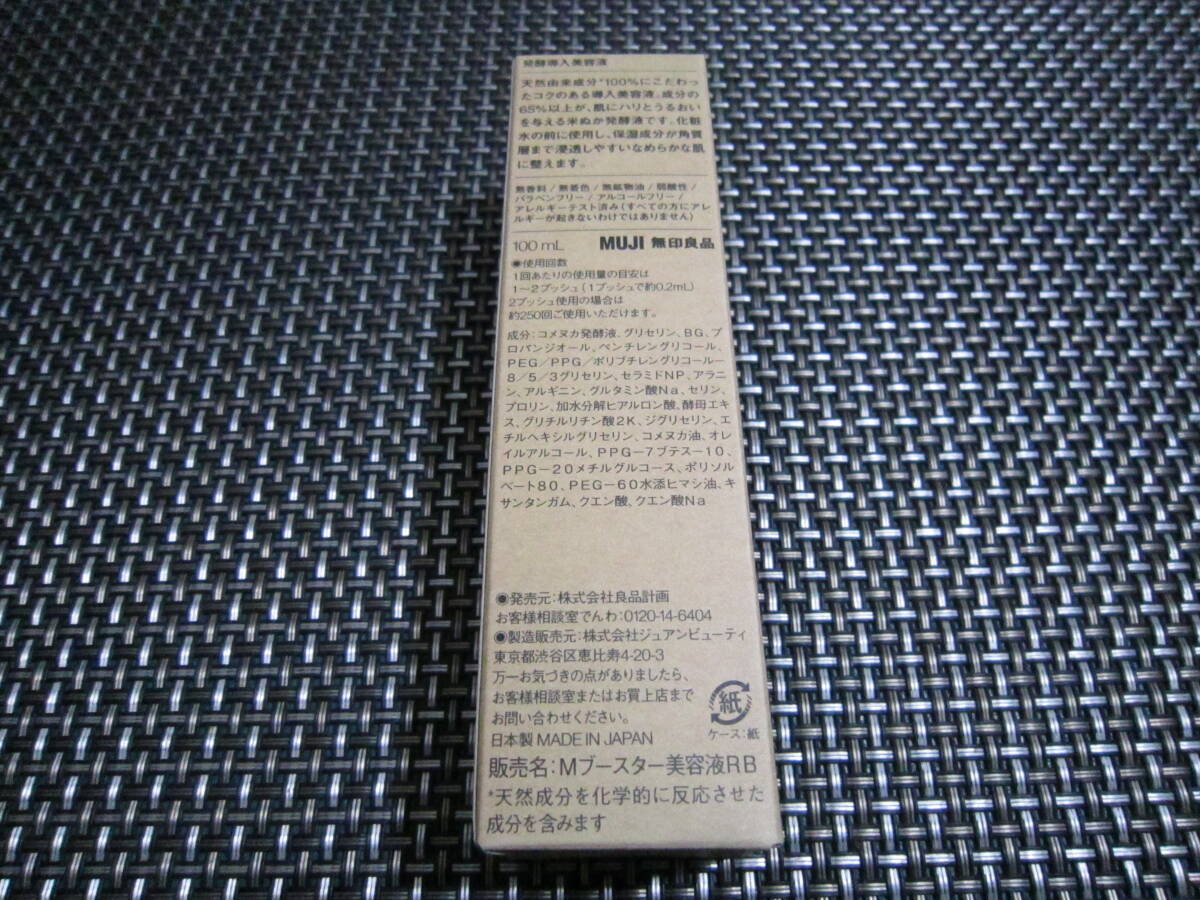 発酵導入美容液
天然由来成分*100%にこだわっ
たコクのある導入美容液。成分の
65%以上が、肌にハリとうるおい
を与える米ぬか発酵液です。化粧
水の前に使用し、保湿成分が角質
層まで浸透しやすいなめらかな肌
に整えます。
無香料/無着色/無鉱物油/弱酸性/
パラベンフリー/アルコールフリー/
アレルギーテスト済み(すべての方にアレ
ルギーが起きないわけではありません)
100mL MUJI 無印良品
◉使用回数
1回あたりの使用量の目安は
1〜2プッシュ(1プッシュで約0.2mL)
2プッシュ使用の場合は
約250回ご使用いただけます。
成分:コメヌカ発酵液、グリセリン、BG、プ
ロパンジオール、ペンチレングリコール、
PEG/PPG/ポリブチレングリコールー
8/5/3グリセリン、セラミドNP、アラニ
ン、アルギニン、グルタミン酸Na、セリン、
プロリン、加水分解ヒアルロン酸、酵母エキ
ス、グリチルリチン酸2K、ジグリセリン、エ
チルヘキシルグリセリン、コメヌカ油、オレ
イルアルコール、PPG−7ブテス−10、
PPG−20メチルグルコース、ポリソル
ベート80、PEG−60水添ヒマシ油、キ
サンタンガム、クエン酸、クエン酸Na
◉発売元:株式会社良品計画
お客様相談室でんわ:0120-14-6404
◉製造販売元:株式会社ジュアンビューティ
東京都渋谷区恵比寿4-20-3
万一お気づきの点がありましたら、
お客様相談室またはお買上店まで
お問い合わせください。
紙
ケース:紙
日本製 MADE IN JAPAN
販売名:Mブースター美容液RB
*天然成分を化学的に反応させた
成分を含みます